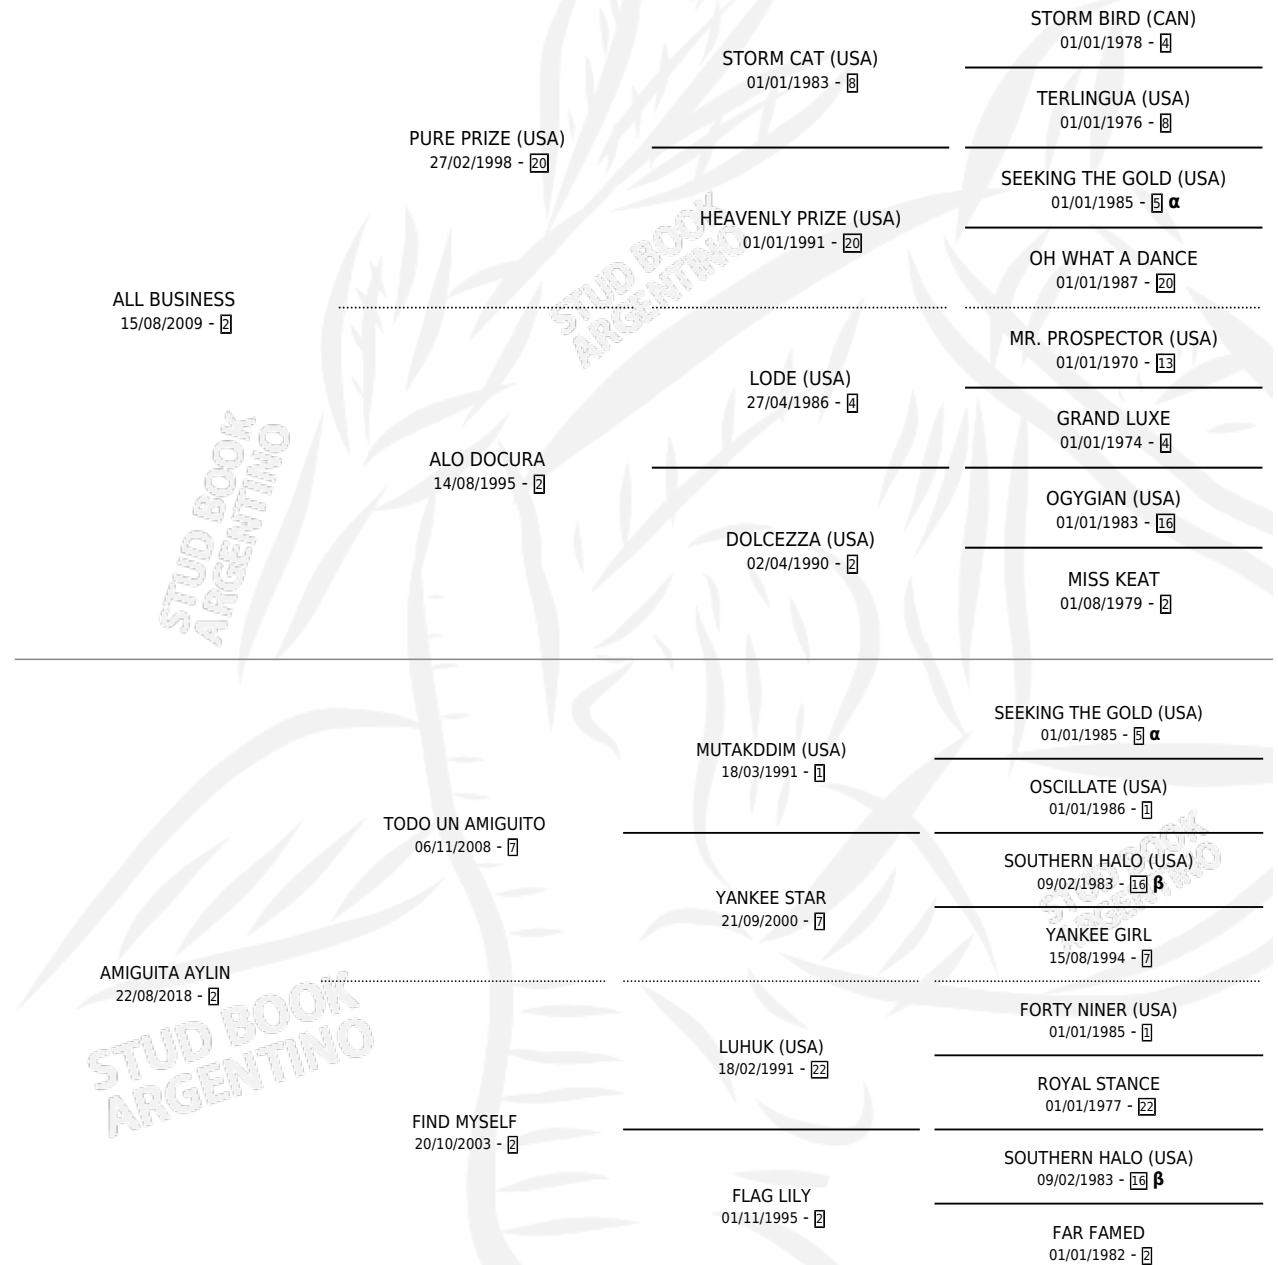 STORM BIRD (CAN)
01/01/1978 - 4
STORM CAT (USA)
01/01/1983 - 8
TERLINGUA (USA)
01/01/1976 - 8
PURE PRIZE (USA)
27/02/1998 - 20
SEEKING THE GOLD (USA)
01/01/1985 - 5 α
HEAVENLY PRIZE (USA)
01/01/1991 - 20
OH WHAT A DANCE
01/01/1987 - 20
ALL BUSINESS
15/08/2009 - 2
MR. PROSPECTOR (USA)
01/01/1970 - 13
LODE (USA)
27/04/1986 - 4
GRAND LUXE
01/01/1974 - 4
ALO DOCURA
14/08/1995 - 2
OGYGIAN (USA)
01/01/1983 - 16
DOLCEZZA (USA)
02/04/1990 - 2
MISS KEAT
01/08/1979 - 2
STUD BOOK
ARGENTINO
STUD BOOK
ARGENTINO
SEEKING THE GOLD (USA)
01/01/1985 - 5 α
MUTAKDDIM (USA)
18/03/1991 - 1
OSCILLATE (USA)
01/01/1986 - 1
TODO UN AMIGUITO
06/11/2008 - 7
SOUTHERN HALO (USA)
09/02/1983 - 16 β
YANKEE STAR
21/09/2000 - 7
YANKEE GIRL
15/08/1994 - 7
AMIGUITA AYLIN
22/08/2018 - 2
FORTY NINER (USA)
01/01/1985 - 1
LUHUK (USA)
18/02/1991 - 22
ROYAL STANCE
01/01/1977 - 22
FIND MYSELF
20/10/2003 - 2
SOUTHERN HALO (USA)
09/02/1983 - 16 β
FLAG LILY
01/11/1995 - 2
FAR FAMED
01/01/1982 - 2
STUD BOOK
ARGENTINO
STUD BOOK
ARGENTINO